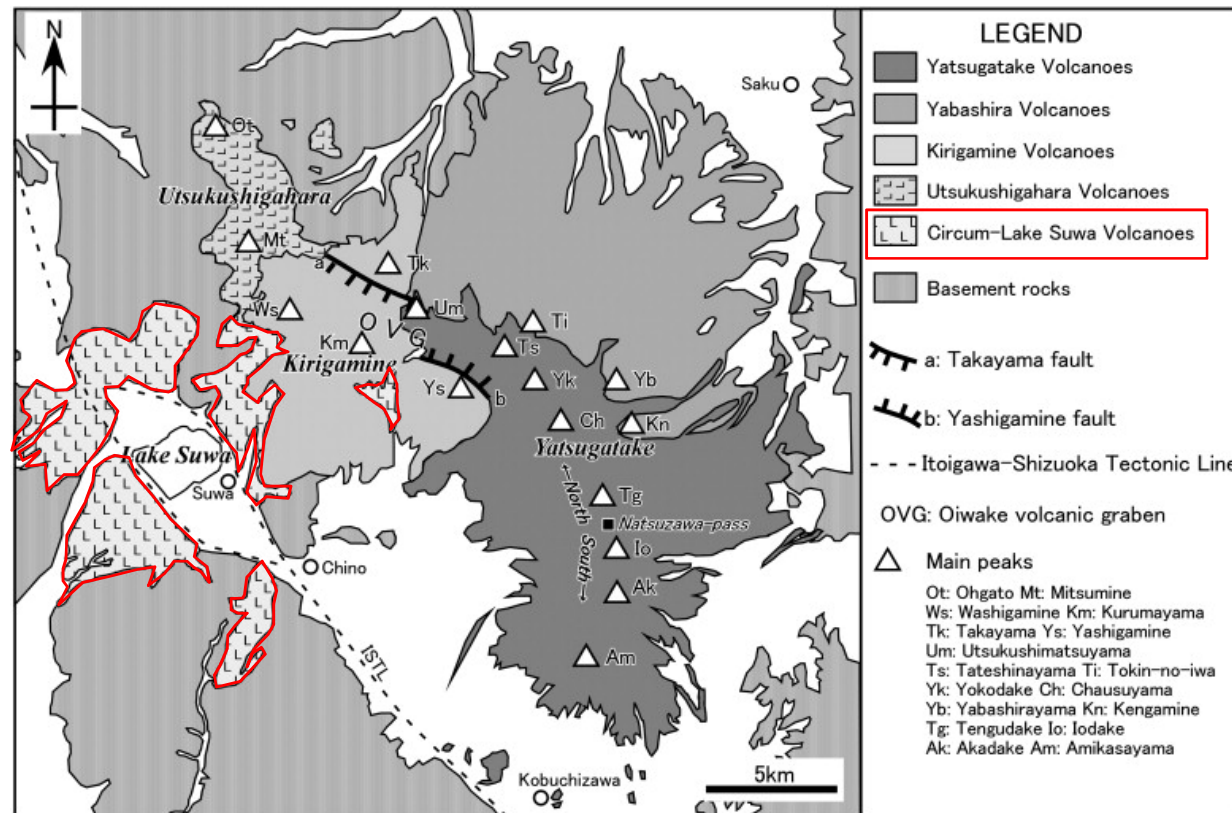 N
Saku
Ot
Utsukushigahara
Mt
a
Tk
Ws
Um
Ti
O V G
Km
Ts
Kirigamine
Ys
b
Yk
Yb
Ch
Kn
Yatsugatake
Lake Suwa
Suwa
←North
South→
Tg
Natsuzawa-pass
Io
Chino
Ak
ISTL
Am
Kobuchizawa
5km
LEGEND
Yatsugatake Volcanoes
Yabashira Volcanoes
Kirigamine Volcanoes
Utsukushigahara Volcanoes
Circum-Lake Suwa Volcanoes
Basement rocks
a: Takayama fault
b: Yashigamine fault
Itoigawa-Shizuoka Tectonic Line
OVG: Oiwake volcanic graben
Main peaks
Ot: Ohgato Mt: Mitsumine
Ws: Washigamine Km: Kurumayama
Tk: Takayama Ys: Yashigamine
Um: Utsukushimatsuyama
Ts: Tateshinayama Ti: Tokin-no-iwa
Yk: Yokodake Ch: Chausuyama
Yb: Yabashirayama Kn: Kengamine
Tg: Tengudake Io: Iodake
Ak: Akadake Am: Amikasayama